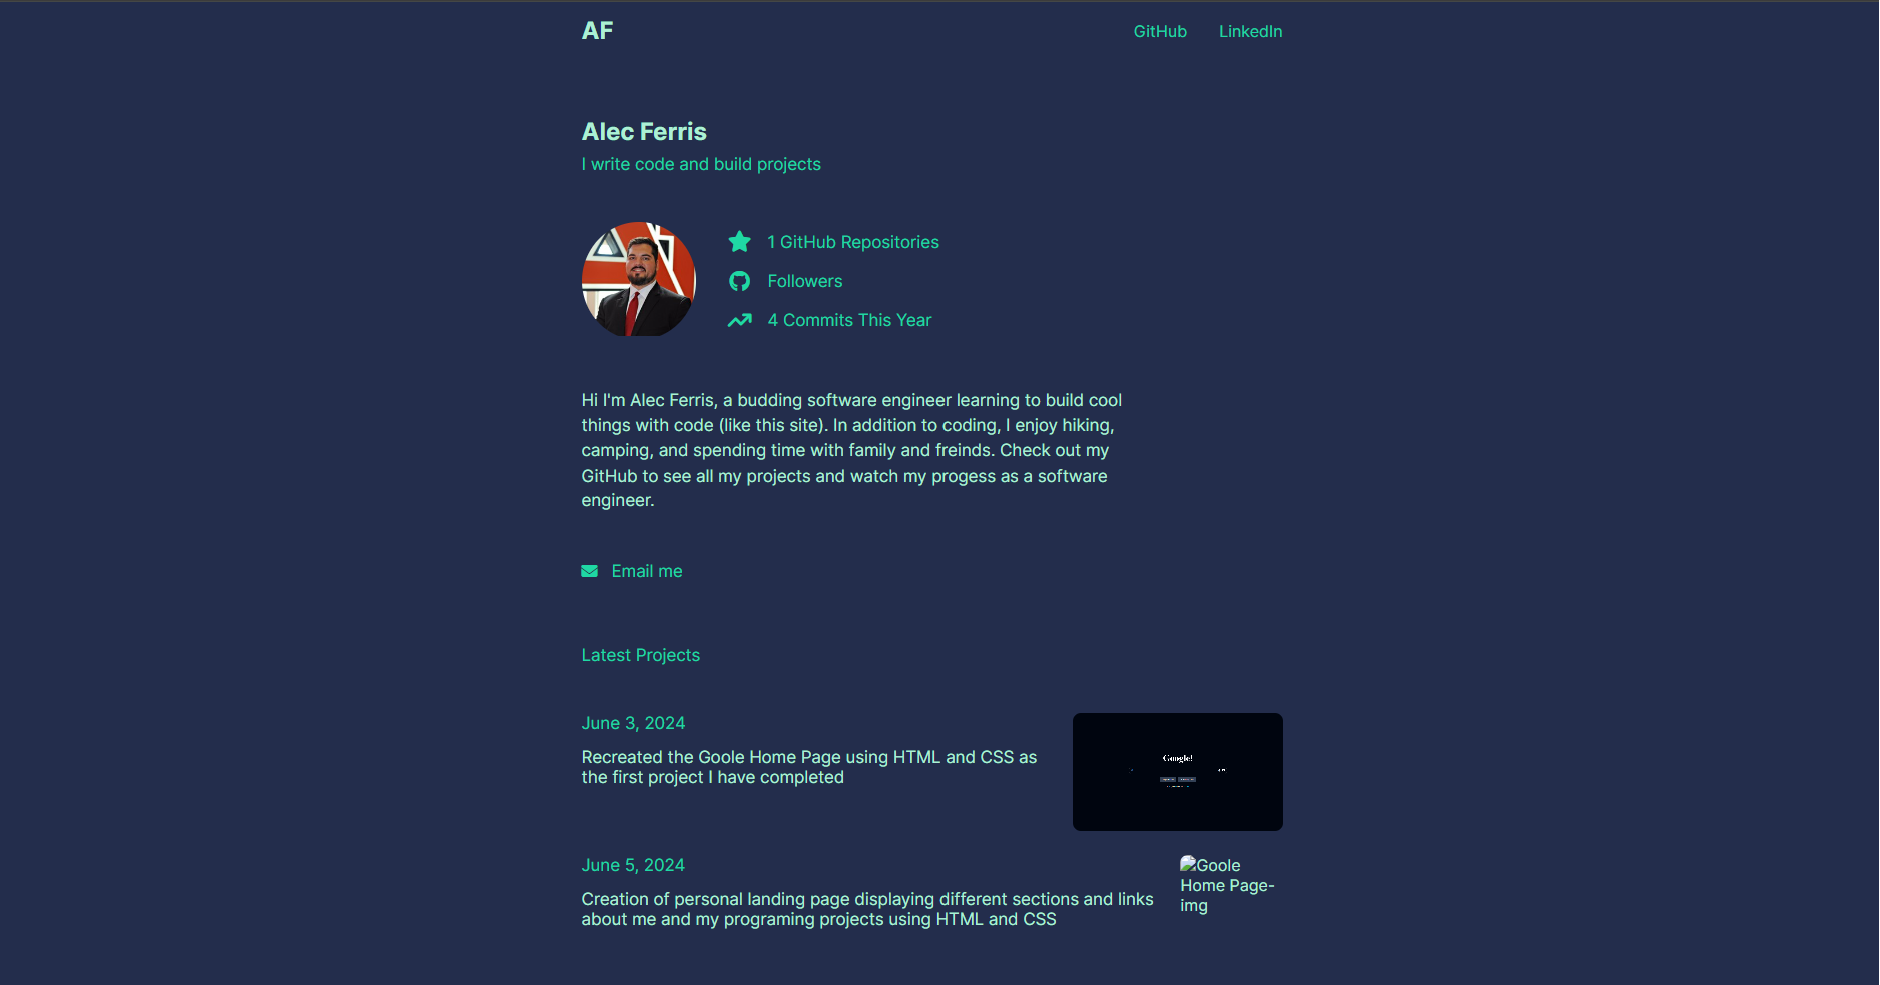 AF
GitHub LinkedIn
Alec Ferris
I write code and build projects
1 GitHub Repositories
Followers
4 Commits This Year
Hi I'm Alec Ferris, a budding software engineer learning to build cool
things with code (like this site). In addition to coding, I enjoy hiking,
camping, and spending time with family and freinds. Check out my
GitHub to see all my projects and watch my progess as a software
engineer.
Email me
Latest Projects
June 3, 2024
Recreated the Goole Home Page using HTML and CSS as
the first project I have completed
Google!
June 5, 2024
Creation of personal landing page displaying different sections and links
about me and my programing projects using HTML and CSS
Goole
Home Page-
img